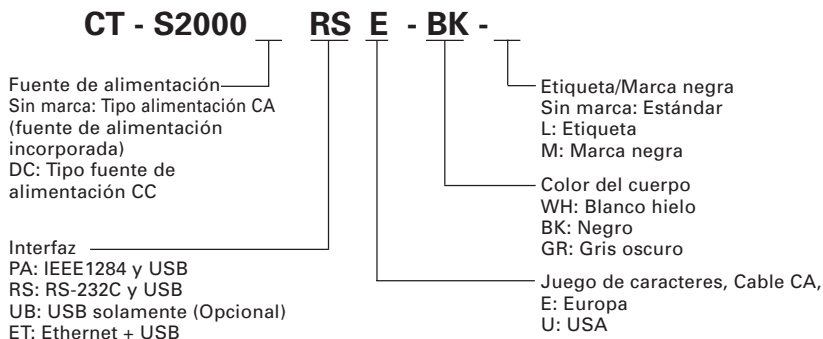 CT - S2000 __ RS E - BK - __
Fuente de alimentación
Sin marca: Tipo alimentación CA
(fuente de alimentación
incorporada)
DC: Tipo fuente de
alimentación CC
Interfaz
PA: IEEE1284 y USB
RS: RS-232C y USB
UB: USB solamente (Opcional)
ET: Ethernet + USB
Etiqueta/Marca negra
Sin marca: Estándar
L: Etiqueta
M: Marca negra
Color del cuerpo
WH: Blanco hielo
BK: Negro
GR: Gris oscuro
Juego de caracteres, Cable CA,
E: Europa
U: USA